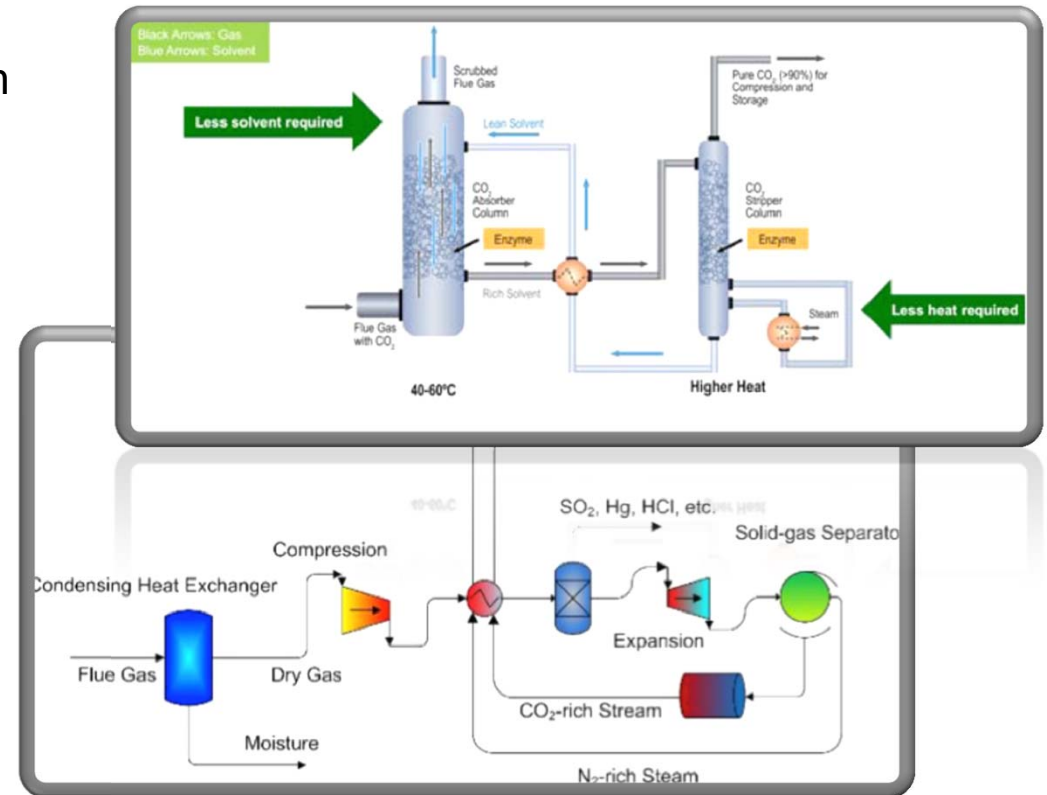 Black Arrows: Gas
Blue Arrows: Solvent
Less solvent required
Scrubbed
Flue Gas
Lean Solvent
CO2
Absorber
Column
Enzyme
Rich Solvent
Flue Gas
with CO2
40-60ºC
Pure CO2 (>90%) for
Compression and
Storage
CO2
Stripper
Column
Enzyme
Steam
Less heat required
Higher Heat
SO₂, Hg, HCl, etc.
Solid-gas Separato
Compression
Condensing Heat Exchanger
Expansion
Flue Gas
Dry Gas
CO₂-rich Stream
Moisture
N₂-rich Steam